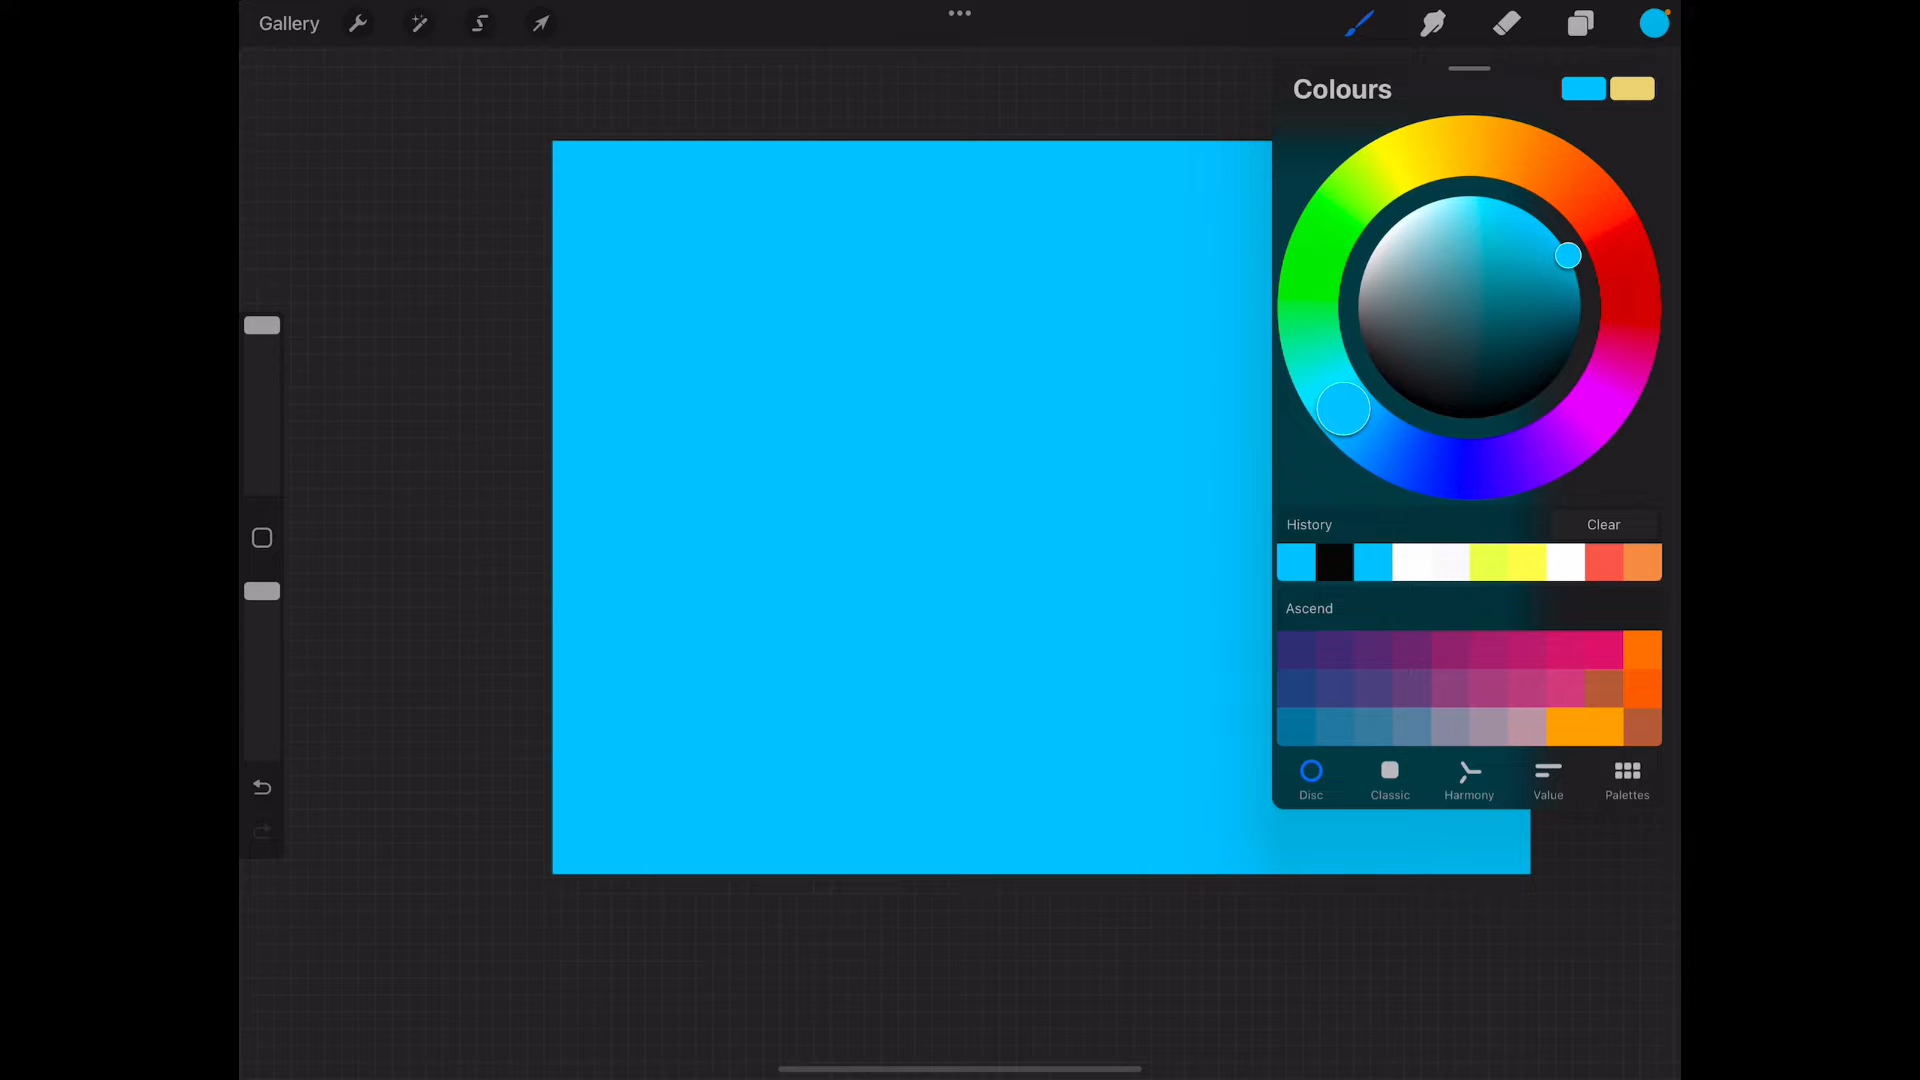 Gallery
Colours
History Clear
Ascend
Disc Classic Harmony Value Palettes